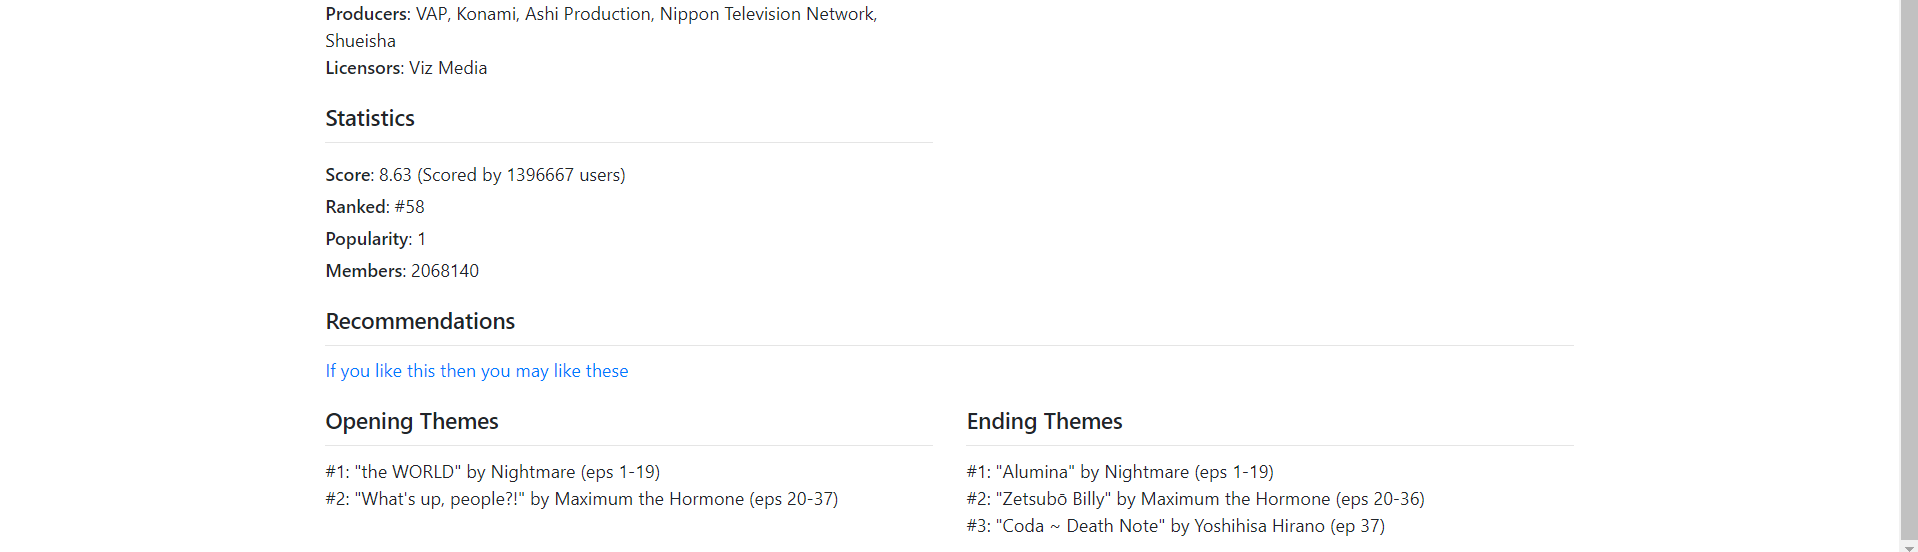 Producers: VAP, Konami, Ashi Production, Nippon Television Network,
Shueisha
Licensors: Viz Media
Statistics
Score: 8.63 (Scored by 1396667 users)
Ranked: #58
Popularity: 1
Members: 2068140
Recommendations
If you like this then you may like these
Opening Themes
#1: "the WORLD" by Nightmare (eps 1-19)
#2: "What's up, people?!" by Maximum the Hormone (eps 20-37)
Ending Themes
#1: "Alumina" by Nightmare (eps 1-19)
#2: "Zetsubō Billy" by Maximum the Hormone (eps 20-36)
#3: "Coda ~ Death Note" by Yoshihisa Hirano (ep 37)